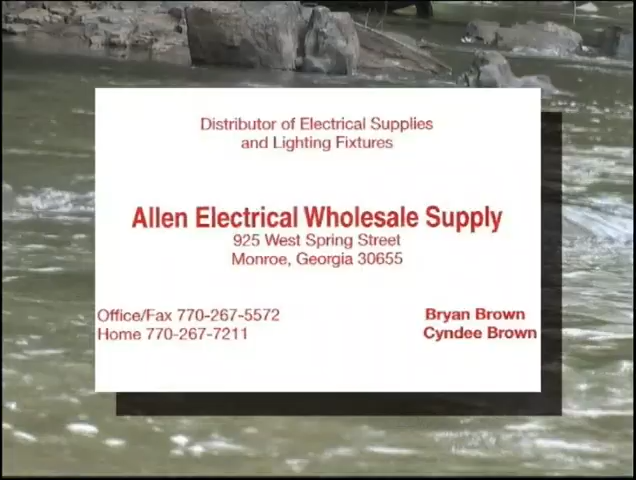 Distributor of Electrical Supplies
and Lighting Fixtures
Allen Electrical Wholesale Supply
925 West Spring Street
Monroe, Georgia 30655
Office/Fax 770-267-5572
Home 770-267-7211
Bryan Brown
Cyndee Brown